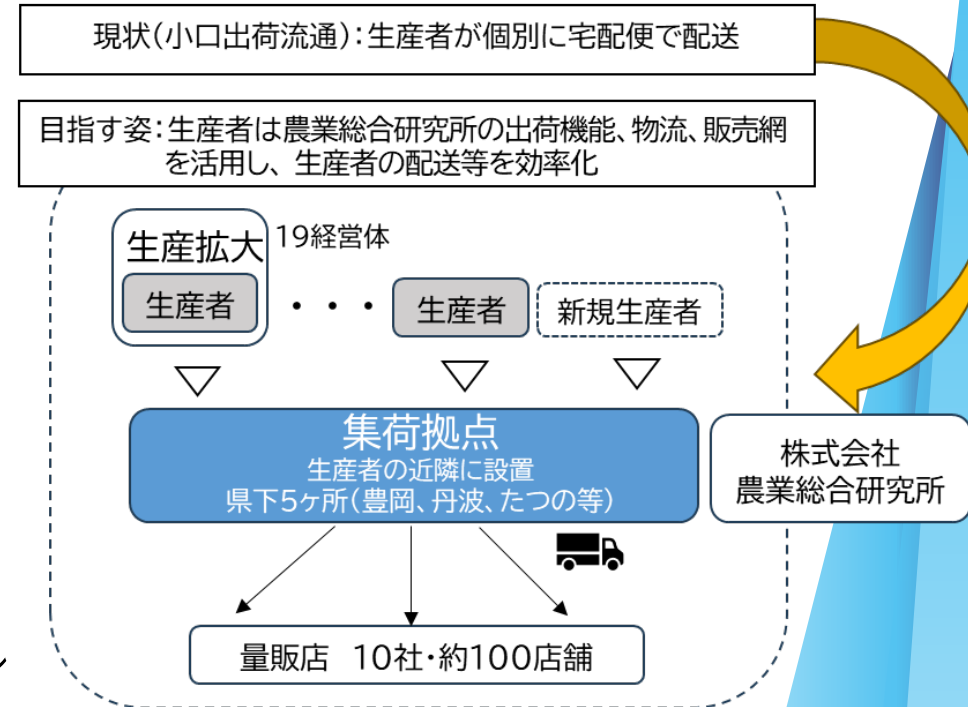 現状(小口出荷流通):生産者が個別に宅配便で配送
目指す姿:生産者は農業総合研究所の出荷機能、物流、販売網
を活用し、生産者の配送等を効率化
生産拡大
19経営体
生産者
・・・
生産者
新規生産者
集荷拠点
生産者の近隣に設置
県下5ヶ所(豊岡、丹波、たつの等)
株式会社
農業総合研究所
量販店 10社・約100店舗